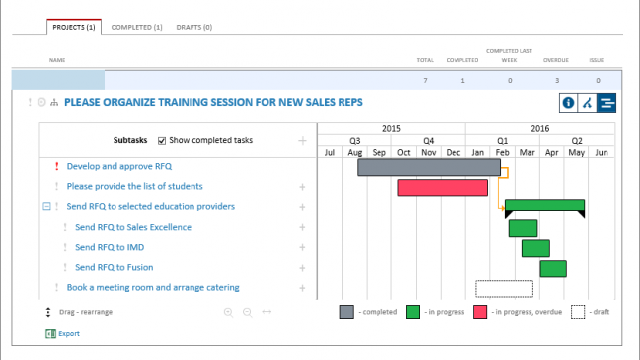 PROJECTS (1) COMPLETED (1) DRAFTS (0)
NAME TOTAL COMPLETED COMPLETED LAST WEEK OVERDUE ISSUE
7 1 0 3 0
PLEASE ORGANIZE TRAINING SESSION FOR NEW SALES REPS
2015 2016
Subtasks Show completed tasks
Q3 Q4 Q1 Q2
Jul Aug Sep Oct Nov Dec Jan Feb Mar Apr May Jun
Develop and approve RFQ
Please provide the list of students
Send RFQ to selected education providers
Send RFQ to Sales Excellence
Send RFQ to IMD
Send RFQ to Fusion
Book a meeting room and arrange catering
Drag - rearrange
- completed - in progress - in progress, overdue - draft
Export